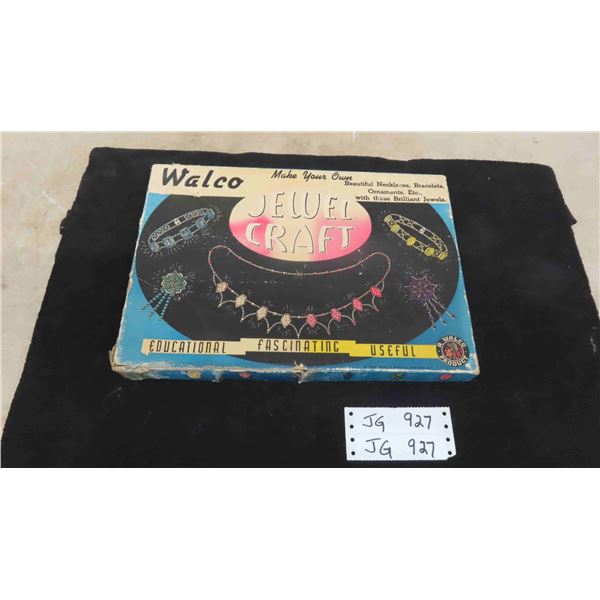 Walco
Make Your Own
Beautiful Necklaces, Bracelets,
Ornaments, Etc.,
with these Brilliant Jewels.
JEWEL
CRAFT
EDUCATIONAL FASCINATING USEFUL
A WALCO
PRODUCT
JG 927
JG 927